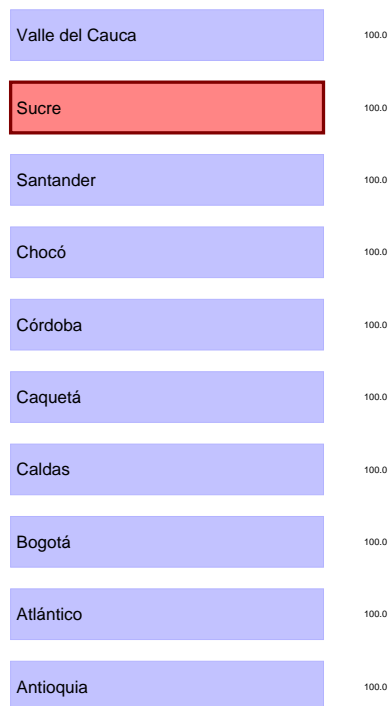 Valle del Cauca 100.0
Sucre 100.0
Santander 100.0
Chocó 100.0
Córdoba 100.0
Caquetá 100.0
Caldas 100.0
Bogotá 100.0
Atlántico 100.0
Antioquia 100.0